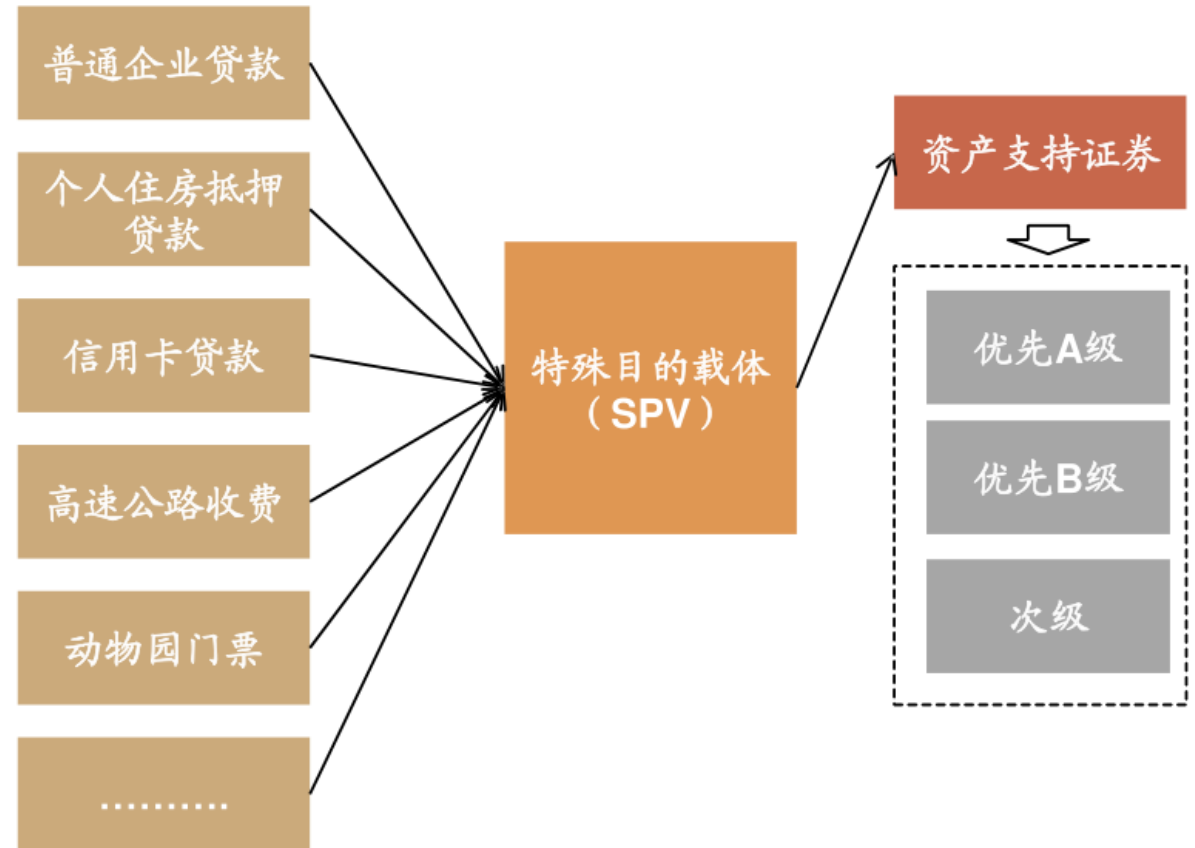 普通企业贷款
个人住房抵押
贷款
信用卡贷款
高速公路收费
动物园门票
..........
特殊目的载体
（SPV）
资产支持证券
优先A级
优先B级
次级